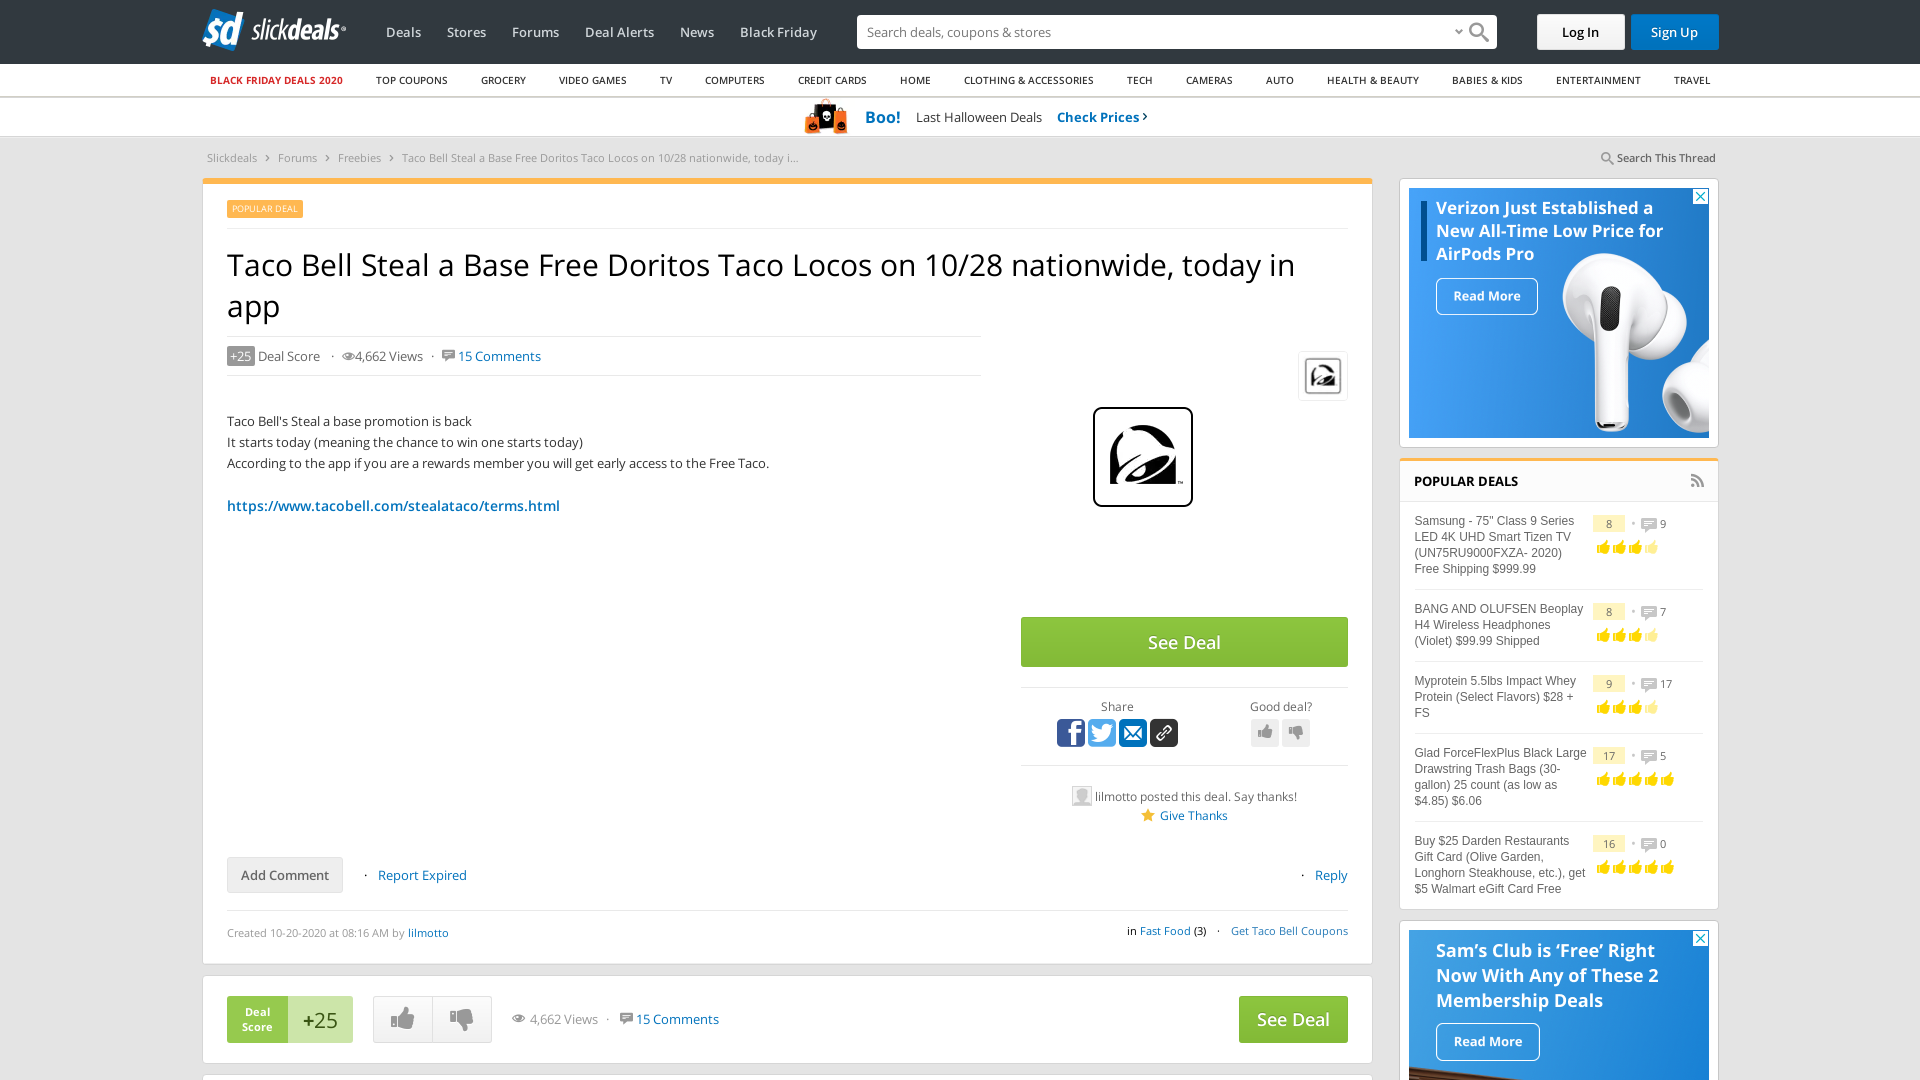 sd slickdeals
Deals Stores Forums Deal Alerts News Black Friday
Search deals, coupons & shops
Log In Sign Up
BLACK FRIDAY DEALS 2020 TOP COUPONS GROCERY VIDEO GAMES TV COMPUTERS CREDIT CARDS HOME CLOTHING & ACCESSORIES TECH CAMERAS AUTO HEALTH & BEAUTY BABIES & KIDS ENTERTAINMENT TRAVEL
Boo! Last Halloween Deals Check Prices
Slickdeals › Forums › Freebies › Taco Bell Steal a Base Free Doritos Taco Locos on 10/28 nationwide, today i...
Search This Thread
POPULAR DEAL
Taco Bell Steal a Base Free Doritos Taco Locos on 10/28 nationwide, today in
app
+25 Deal Score · 4,662 Views · 15 Comments
Taco Bell's Steal a base promotion is back
It starts today (meaning the chance to win one starts today)
According to the app if you are a rewards member you will get early access to the Free Taco.
https://www.tacobell.com/stealataco/terms.html
See Deal
Share
Good deal?
lilmotto posted this deal. Say thanks!
Give Thanks
Add Comment · Report Expired
· Reply
Created 10-20-2020 at 08:16 AM by lilmotto
in Fast Food (3) · Get Taco Bell Coupons
Deal
Score
+25
4,662 Views · 15 Comments
See Deal
Verizon Just Established a
New All-Time Low Price for
AirPods Pro
Read More
POPULAR DEALS
Samsung - 75" Class 9 Series
LED 4K UHD Smart Tizen TV
(UN75RU9000FXZA- 2020)
Free Shipping $999.99
8 · 9
BANG AND OLUFSEN Beoplay
H4 Wireless Headphones
(Violet) $99.99 Shipped
8 · 7
Myprotein 5.5lbs Impact Whey
Protein (Select Flavors) $28 +
FS
9 · 17
Glad ForceFlexPlus Black Large
Drawstring Trash Bags (30-
gallon) 25 count (as low as
$4.85) $6.06
17 · 5
Buy $25 Darden Restaurants
Gift Card (Olive Garden,
Longhorn Steakhouse, etc.), get
$5 Walmart eGift Card Free
16 · 0
Sam's Club is ‘Free’ Right
Now With Any of These 2
Membership Deals
Read More